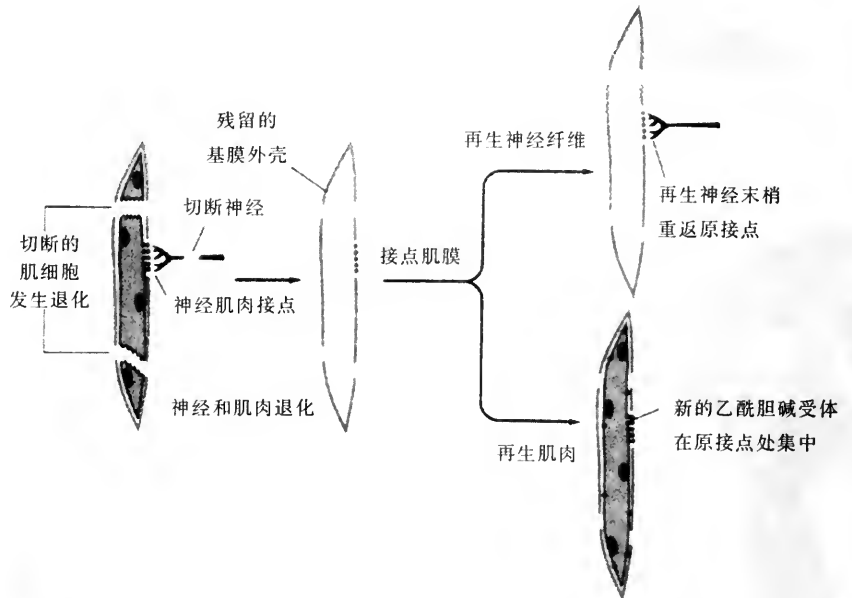 残留的
基膜外壳
切断神经
切断的
肌细胞
发生退化
神经肌肉接点
神经和肌肉退化
接点肌膜
再生神经纤维
再生神经末梢
重返原接点
再生肌肉
新的乙酰胆碱受体
在原接点处集中